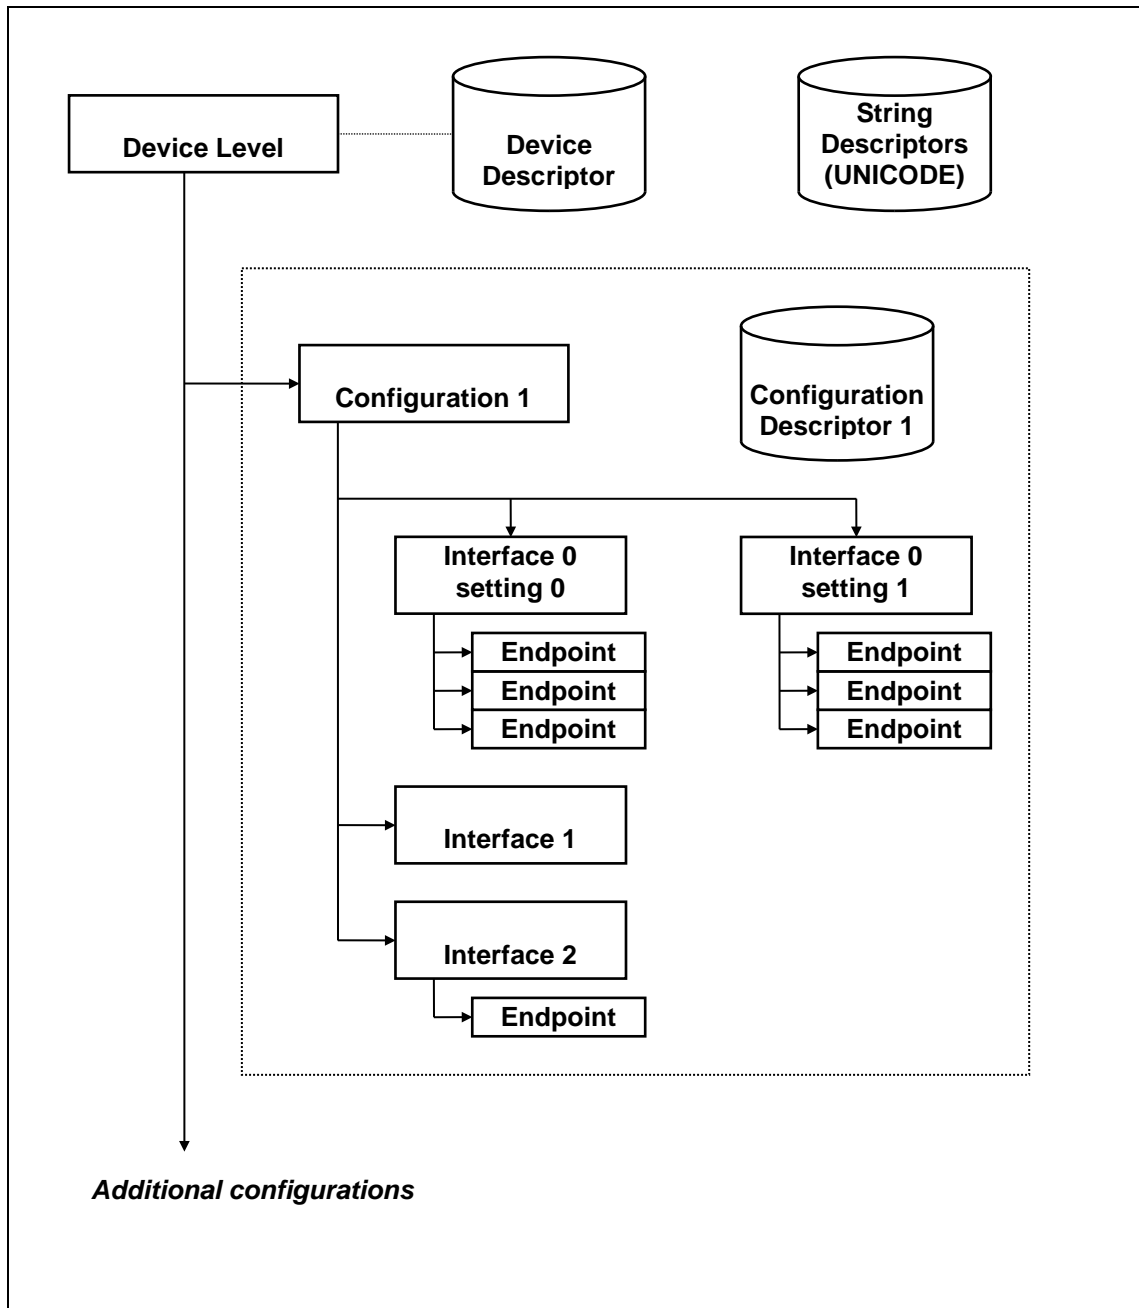 Device Level
Device
Descriptor
String
Descriptors
(UNICODE)
Configuration 1
Configuration
Descriptor 1
Interface 0
setting 0
Interface 0
setting 1
Endpoint
Endpoint
Endpoint
Endpoint
Endpoint
Endpoint
Interface 1
Interface 2
Endpoint
Additional configurations